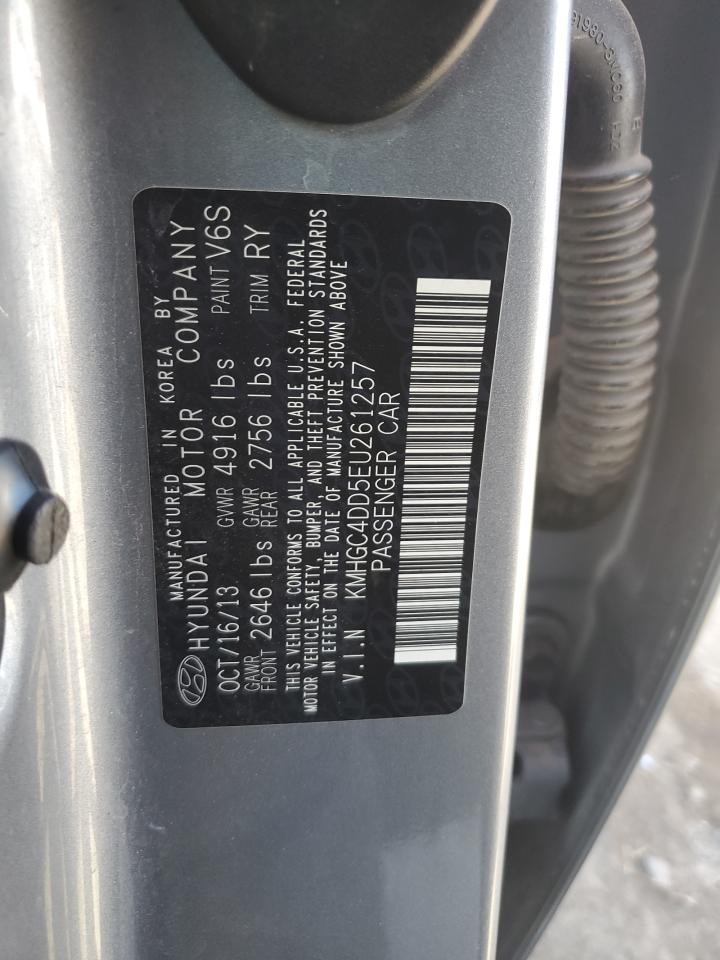 MANUFACTURED IN KOREA BY
HYUNDAI MOTOR COMPANY
OCT/16/13 GVWR 4916 lbs PAINT V6S
GAWR FRONT 2646 lbs GAWR REAR 2756 lbs TRIM RY
THIS VEHICLE CONFORMS TO ALL APPLICABLE U.S.A. FEDERAL
MOTOR VEHICLE SAFETY, BUMPER, AND THEFT PREVENTION STANDARDS
IN EFFECT ON THE DATE OF MANUFACTURE SHOWN ABOVE
V.I.N KMHGC4DD5EU261257
PASSENGER CAR